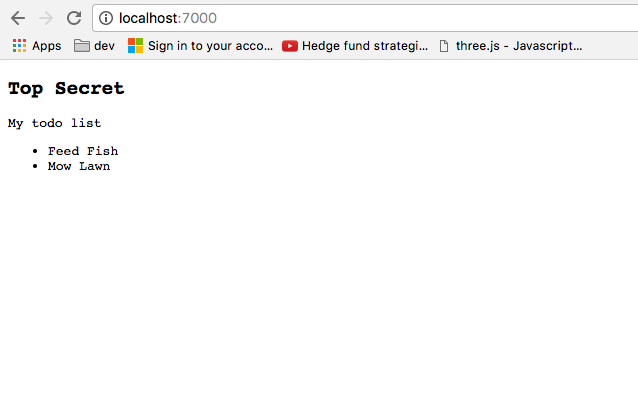 localhost:7000
Apps dev Sign in to your acco... Hedge fund strategi... three.js - Javascript...
Top Secret
My todo list
• Feed Fish
• Mow Lawn